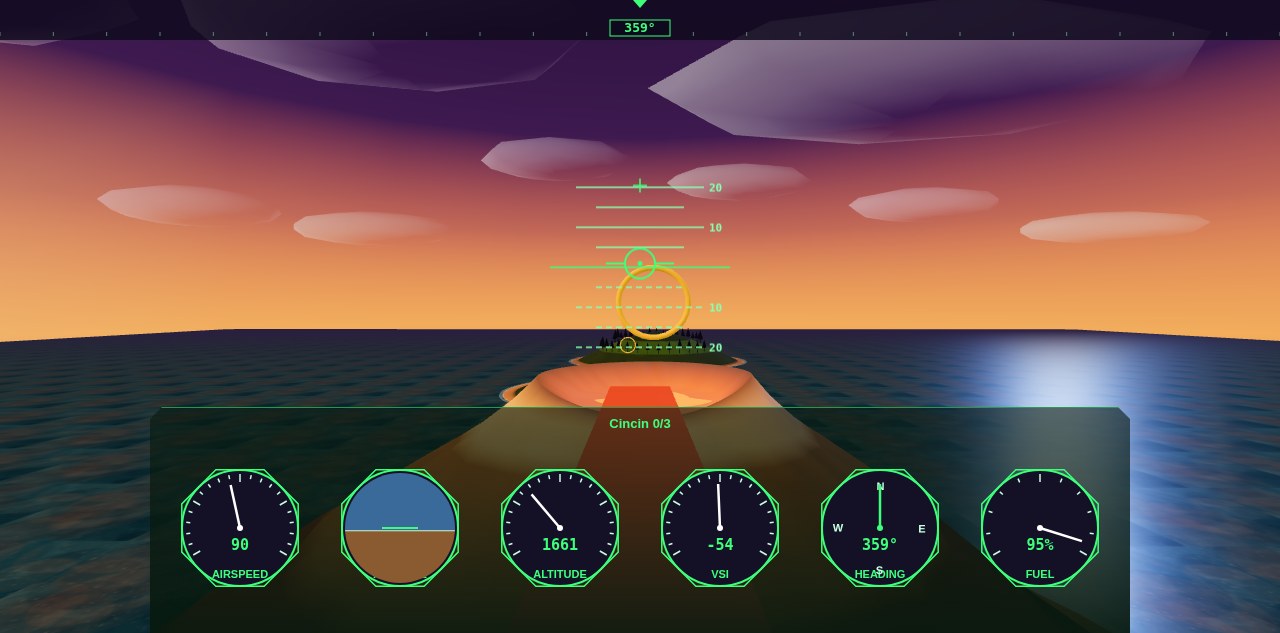 359°
20
10
10
20
Cincin 0/3
90
AIRSPEED
1661
ALTITUDE
-54
VSI
N
W
E
359°
S
HEADING
95%
FUEL